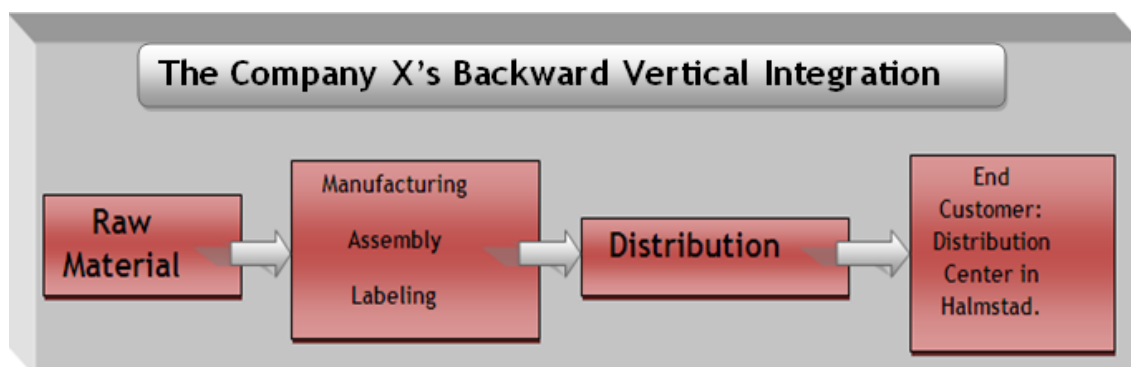 The Company X's Backward Vertical Integration
Raw
Material
Manufacturing
Assembly
Labeling
Distribution
End
Customer:
Distribution
Center in
Halmstad.